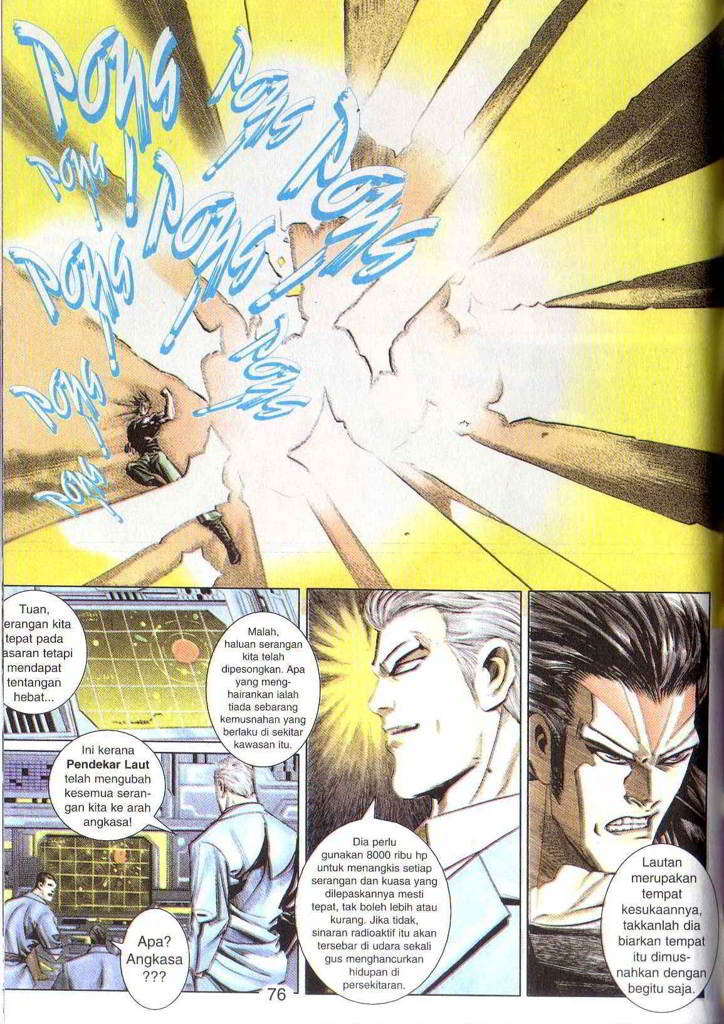 PONG
PONG
PONG!
PONG
PONG!
PONG!
PONG!
PONG!
PONG!
PONG!
Tuan,
erangan kita
tepat pada
asaran tetapi
mendapat
tentangan
hebat...
Malah,
haluan serangan
kita telah
dipesongkan. Apa
yang meng-
hairankan ialah
tiada sebarang
kemusnahan yang
berlaku di sekitar
kawasan itu.
Ini kerana
Pendekar Laut
telah mengubah
kesemua seran-
gan kita ke arah
angkasa!
Apa?
Angkasa
???
Dia perlu
gunakan 8000 ribu hp
untuk menangkis setiap
serangan dan kuasa yang
dilepaskannya mesti
tepat, tak boleh lebih atau
kurang. Jika tidak,
sinaran radioaktif itu akan
tersebar di udara sekali
gus menghancurkan
hidupan di
persekitaran.
Lautan
merupakan
tempat
kesukaannya,
takkanlah dia
biarkan tempat
itu dimus-
nahkan dengan
begitu saja.
76